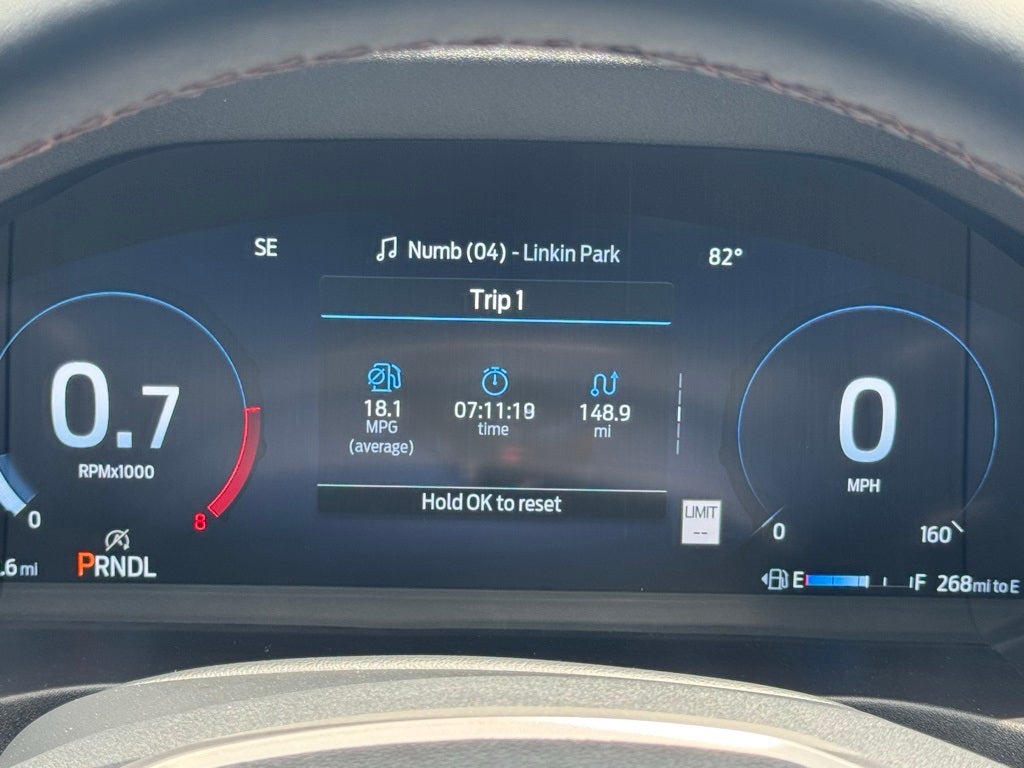 SE
Numb (04) - Linkin Park
82°
Trip 1
0.7
RPMx1000
0
8
18.1
MPG
(average)
07:11:19
time
148.9
mi
Hold OK to reset
LIMIT
--
0
MPH
0
160
.6 mi
PRNDL
E
F
268 mi to E